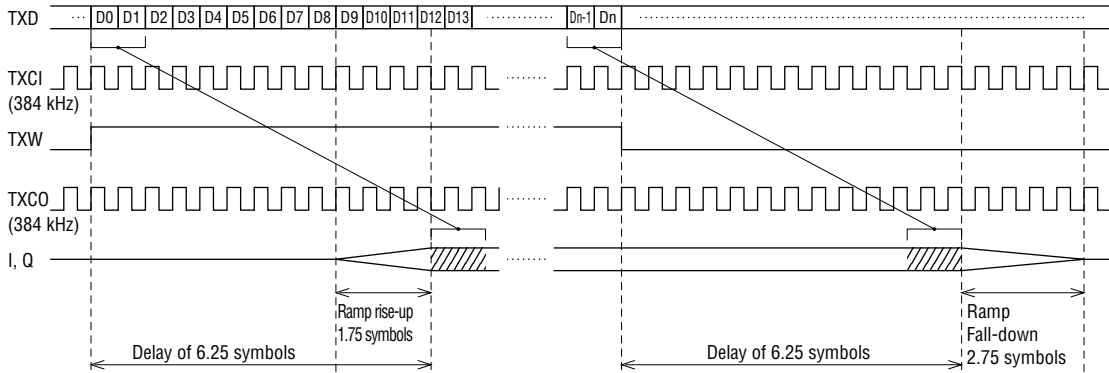 TXD ··· D0 D1 D2 D3 D4 D5 D6 D7 D8 D9 D10 D11 D12 D13 ··········· Dn-1 Dn ··········
TXCI
(384 kHz)
TXW
TXCO
(384 kHz)
I, Q
Ramp rise-up
1.75 symbols
Ramp
Fall-down
2.75 symbols
Delay of 6.25 symbols
Delay of 6.25 symbols